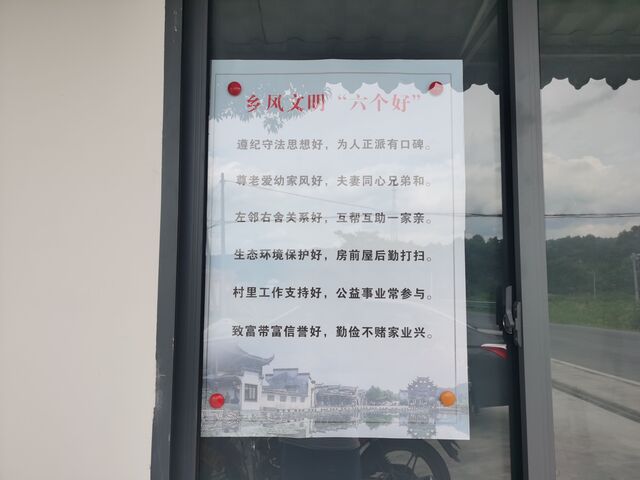 乡风文明“六个好”
遵纪守法思想好，为人正派有口碑。
尊老爱幼家风好，夫妻同心兄弟和。
左邻右舍关系好，互帮互助一家亲。
生态环境保护好，房前屋后勤打扫。
村里工作支持好，公益事业常参与。
致富带富信誉好，勤俭不赌家业兴。